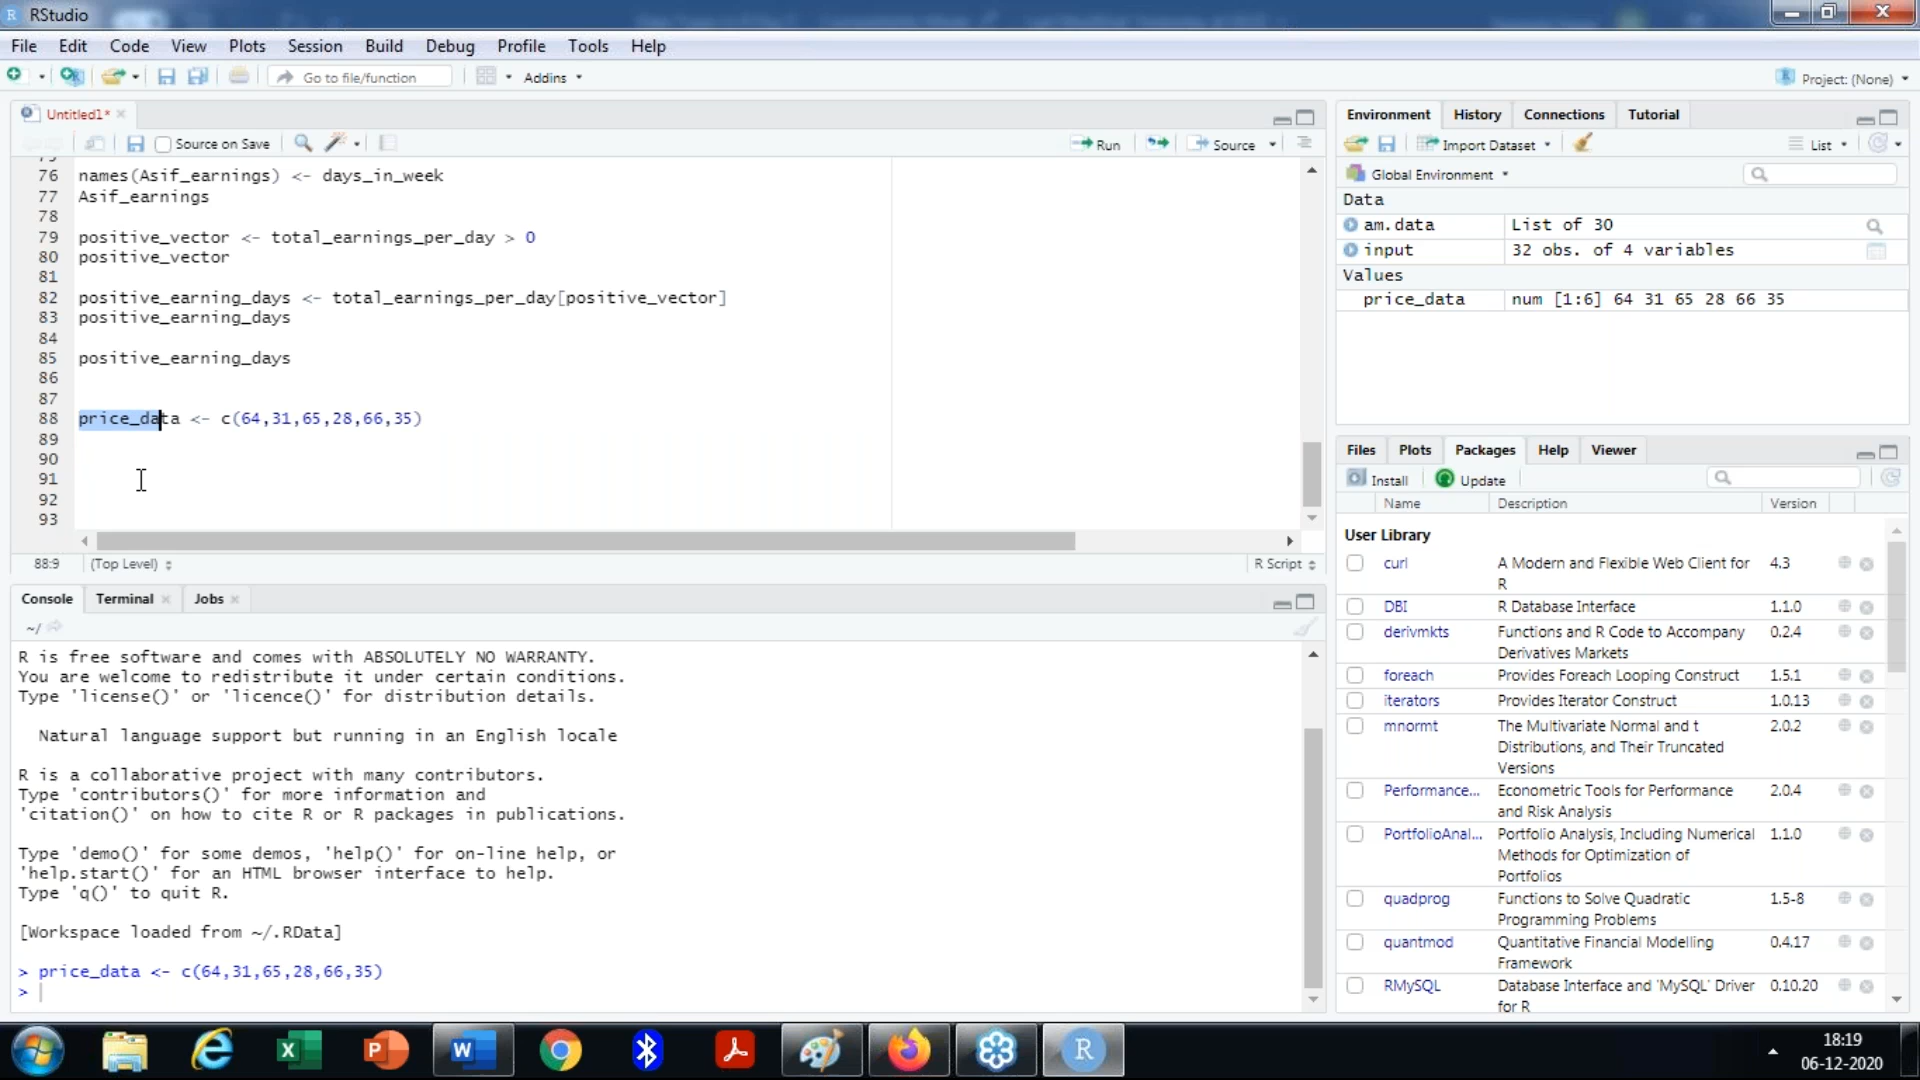 RStudio
File Edit Code View Plots Session Build Debug Profile Tools Help
Go to file/function Addins Project: (None)
Untitled1*
Source on Save Run Source
76 names(Asif_earnings) <- days_in_week
77 Asif_earnings
78
79 positive_vector <- total_earnings_per_day > 0
80 positive_vector
81
82 positive_earning_days <- total_earnings_per_day[positive_vector]
83 positive_earning_days
84
85 positive_earning_days
86
87
88 price_data <- c(64,31,65,28,66,35)
89
90
91
92
93
88:9 (Top Level) R Script
Console Terminal Jobs
~/
R is free software and comes with ABSOLUTELY NO WARRANTY.
You are welcome to redistribute it under certain conditions.
Type 'license()' or 'licence()' for distribution details.
Natural language support but running in an English locale
R is a collaborative project with many contributors.
Type 'contributors()' for more information and
'citation()' on how to cite R or R packages in publications.
Type 'demo()' for some demos, 'help()' for on-line help, or
'help.start()' for an HTML browser interface to help.
Type 'q()' to quit R.
[Workspace loaded from ~/.RData]
> price_data <- c(64,31,65,28,66,35)
>
Environment History Connections Tutorial
Import Dataset List
Global Environment
Data
am.data List of 30
input 32 obs. of 4 variables
Values
price_data num [1:6] 64 31 65 28 66 35
Files Plots Packages Help Viewer
Install Update
Name Description Version
User Library
curl A Modern and Flexible Web Client for 4.3
R
DBI R Database Interface 1.1.0
derivmkts Functions and R Code to Accompany 0.2.4
Derivatives Markets
foreach Provides Foreach Looping Construct 1.5.1
iterators Provides Iterator Construct 1.0.13
mnormt The Multivariate Normal and t 2.0.2
Distributions, and Their Truncated
Versions
Performance... Econometric Tools for Performance 2.0.4
and Risk Analysis
PortfolioAnal... Portfolio Analysis, Including Numerical 1.1.0
Methods for Optimization of
Portfolios
quadprog Functions to Solve Quadratic 1.5-8
Programming Problems
quantmod Quantitative Financial Modelling 0.4.17
Framework
RMySQL Database Interface and 'MySQL' Driver 0.10.20
for R
18:19
06-12-2020